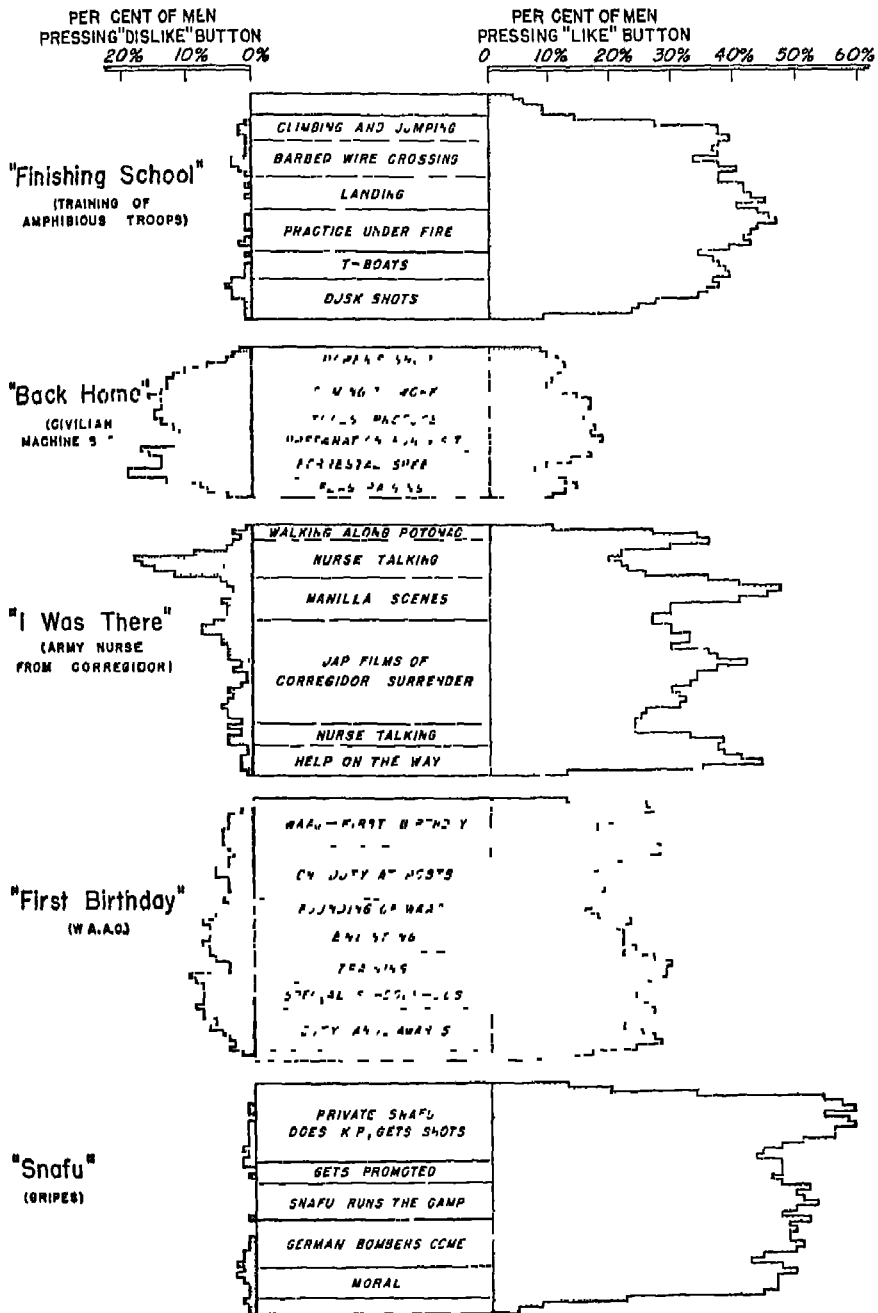 PER CENT OF MEN
PRESSING "DISLIKE" BUTTON
20% 10% 0%
PER CENT OF MEN
PRESSING "LIKE" BUTTON
0 10% 20% 30% 40% 50% 60%
"Finishing School"
(TRAINING OF
AMPHIBIOUS TROOPS)
CLIMBING AND JUMPING
BARBED WIRE CROSSING
LANDING
PRACTICE UNDER FIRE
T-BOATS
DUSK SHOTS
"Back Home"
(CIVILIAN
MACHINE
"I Was There"
(ARMY NURSE
FROM CORREGIDOR)
WALKING ALONG POTOMAC
NURSE TALKING
MANILLA SCENES
JAP FILMS OF
CORREGIDOR SURRENDER
NURSE TALKING
HELP ON THE WAY
"First Birthday"
(W.A.A.C.)
ON DUTY AT POSTS
TRAINING
"Snafu"
(GRIPES)
PRIVATE SNAFU
DOES K P, GETS SHOTS
GETS PROMOTED
SNAFU RUNS THE CAMP
GERMAN BOMBERS COME
MORAL